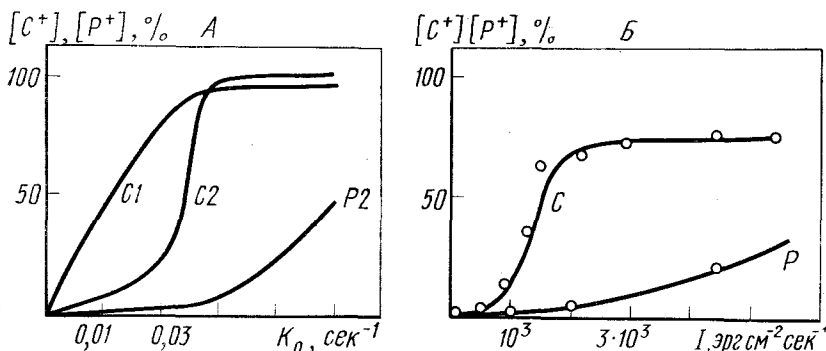 [C⁺],[P⁺],% A
100
50
C1
C2
P2
0,01
0,03
K₀, сек⁻¹
[C⁺][P⁺],% Б
100
50
C
P
10³
3·10³
I, эрг см⁻² сек⁻¹